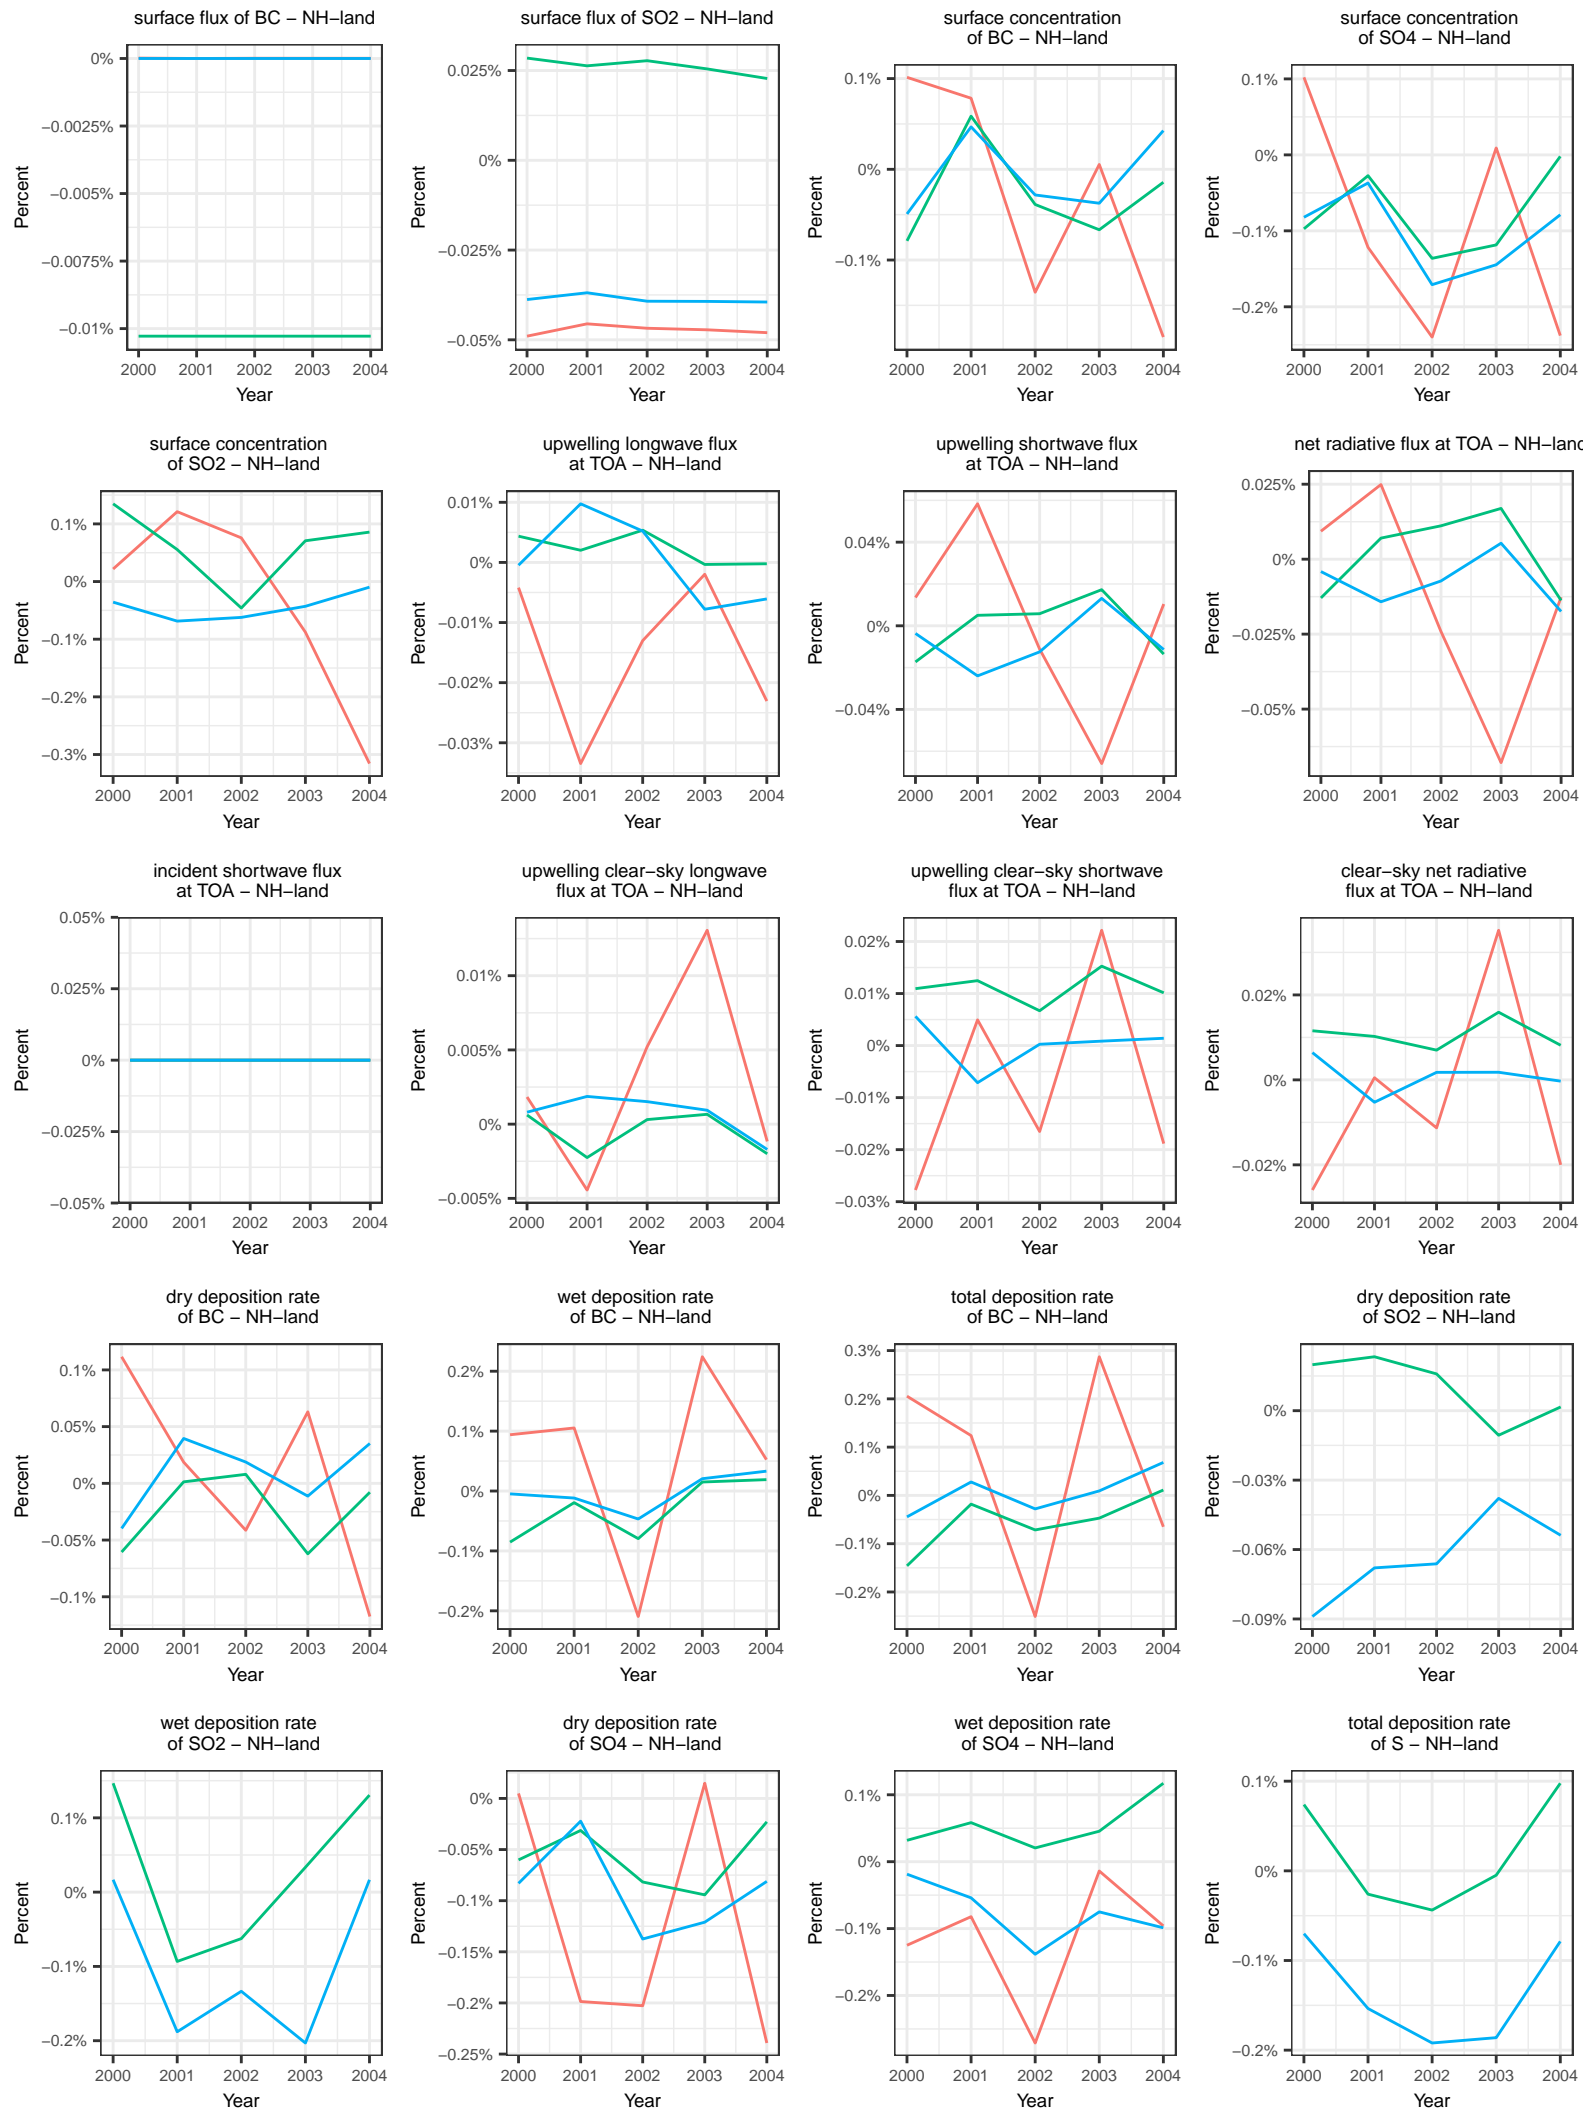 surface flux of BC − NH−land
0%
−0.0025%
−0.005%
−0.0075%
−0.01%
Percent
2000 2001 2002 2003 2004
Year
surface flux of SO2 − NH−land
0.025%
0%
−0.025%
−0.05%
Percent
2000 2001 2002 2003 2004
Year
surface concentration
of BC − NH−land
0.1%
0%
−0.1%
Percent
2000 2001 2002 2003 2004
Year
surface concentration
of SO4 − NH−land
0.1%
0%
−0.1%
−0.2%
Percent
2000 2001 2002 2003 2004
Year
surface concentration
of SO2 − NH−land
0.1%
0%
−0.1%
−0.2%
−0.3%
Percent
2000 2001 2002 2003 2004
Year
upwelling longwave flux
at TOA − NH−land
0.01%
0%
−0.01%
−0.02%
−0.03%
Percent
2000 2001 2002 2003 2004
Year
upwelling shortwave flux
at TOA − NH−land
0.04%
0%
−0.04%
Percent
2000 2001 2002 2003 2004
Year
net radiative flux at TOA − NH−land
0.025%
0%
−0.025%
−0.05%
Percent
2000 2001 2002 2003 2004
Year
incident shortwave flux
at TOA − NH−land
0.05%
0.025%
0%
−0.025%
−0.05%
Percent
2000 2001 2002 2003 2004
Year
upwelling clear−sky longwave
flux at TOA − NH−land
0.01%
0.005%
0%
−0.005%
Percent
2000 2001 2002 2003 2004
Year
upwelling clear−sky shortwave
flux at TOA − NH−land
0.02%
0.01%
0%
−0.01%
−0.02%
−0.03%
Percent
2000 2001 2002 2003 2004
Year
clear−sky net radiative
flux at TOA − NH−land
0.02%
0%
−0.02%
Percent
2000 2001 2002 2003 2004
Year
dry deposition rate
of BC − NH−land
0.1%
0.05%
0%
−0.05%
−0.1%
Percent
2000 2001 2002 2003 2004
Year
wet deposition rate
of BC − NH−land
0.2%
0.1%
0%
−0.1%
−0.2%
Percent
2000 2001 2002 2003 2004
Year
total deposition rate
of BC − NH−land
0.3%
0.2%
0.1%
0%
−0.1%
−0.2%
Percent
2000 2001 2002 2003 2004
Year
dry deposition rate
of SO2 − NH−land
0%
−0.03%
−0.06%
−0.09%
Percent
2000 2001 2002 2003 2004
Year
wet deposition rate
of SO2 − NH−land
0.1%
0%
−0.1%
−0.2%
Percent
2000 2001 2002 2003 2004
Year
dry deposition rate
of SO4 − NH−land
0%
−0.05%
−0.1%
−0.15%
−0.2%
−0.25%
Percent
2000 2001 2002 2003 2004
Year
wet deposition rate
of SO4 − NH−land
0.1%
0%
−0.1%
−0.2%
Percent
2000 2001 2002 2003 2004
Year
total deposition rate
of S − NH−land
0.1%
0%
−0.1%
−0.2%
Percent
2000 2001 2002 2003 2004
Year